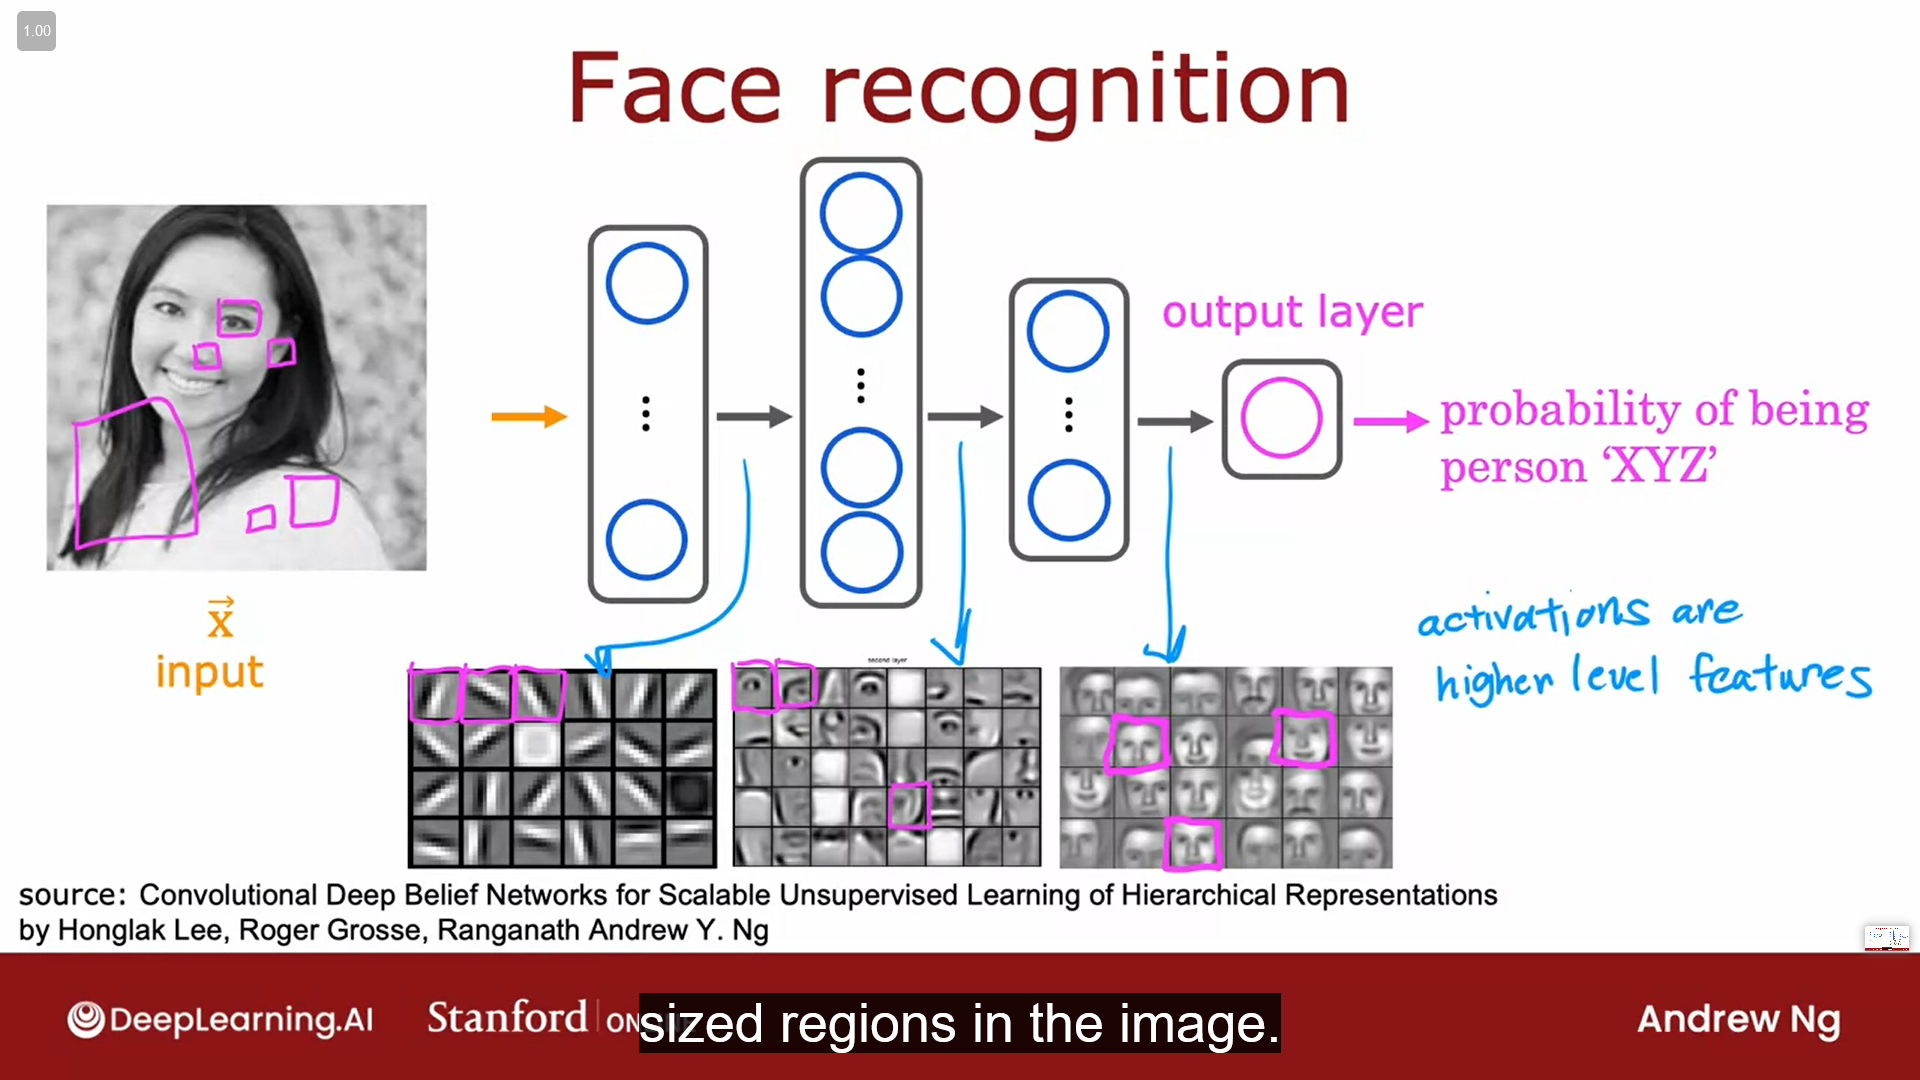 1.00
Face recognition
output layer
probability of being
person ‘XYZ’
x
input
activations are
higher level features
second layer
source: Convolutional Deep Belief Networks for Scalable Unsupervised Learning of Hierarchical Representations
by Honglak Lee, Roger Grosse, Ranganath Andrew Y. Ng
DeepLearning.AI
Stanford
sized regions in the image.
Andrew Ng